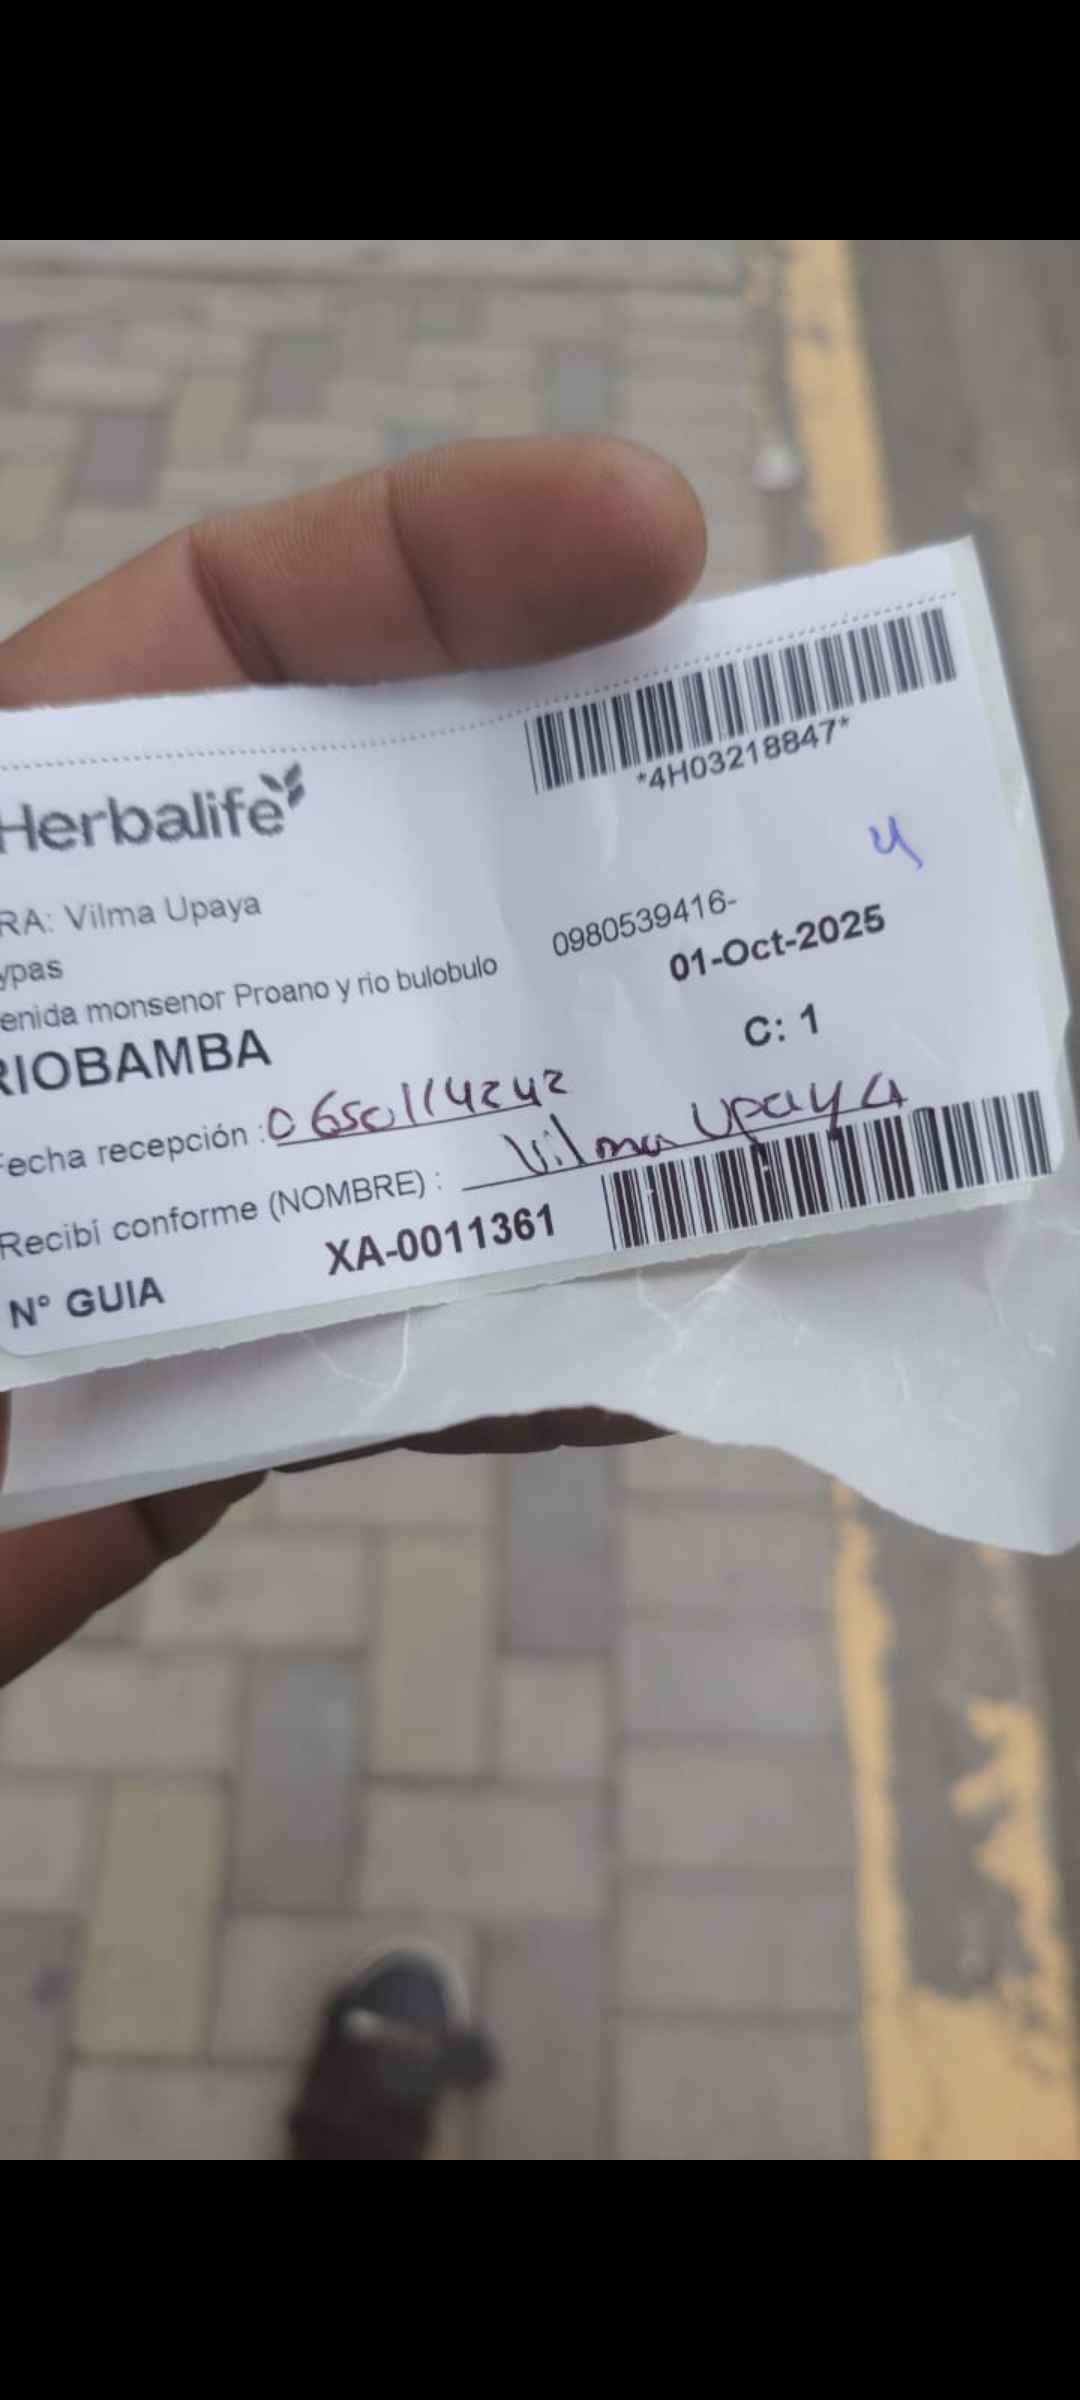 *4H03218847*
Herbalife
RA: Vilma Upaya
ypas
0980539416-
enida monsenor Proano y rio bulobulo
01-Oct-2025
RIOBAMBA
C: 1
Fecha recepción : 0650114242
Recibí conforme (NOMBRE) : Vilma Upaya
N° GUIA XA-0011361